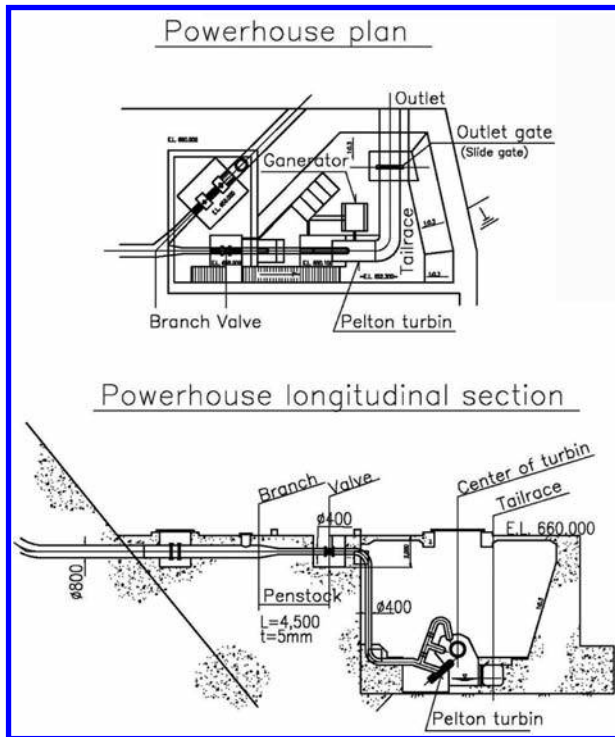 Powerhouse plan
Outlet
Outlet gate
(Slide gate)
Ganerator
Tailrace
Branch Valve
Pelton turbin
Powerhouse longitudinal section
Branch
Valve
Center of turbin
Tailrace
ø400
E.L. 660.000
ø800
Penstock
L=4,500
t=5mm
ø400
Pelton turbin